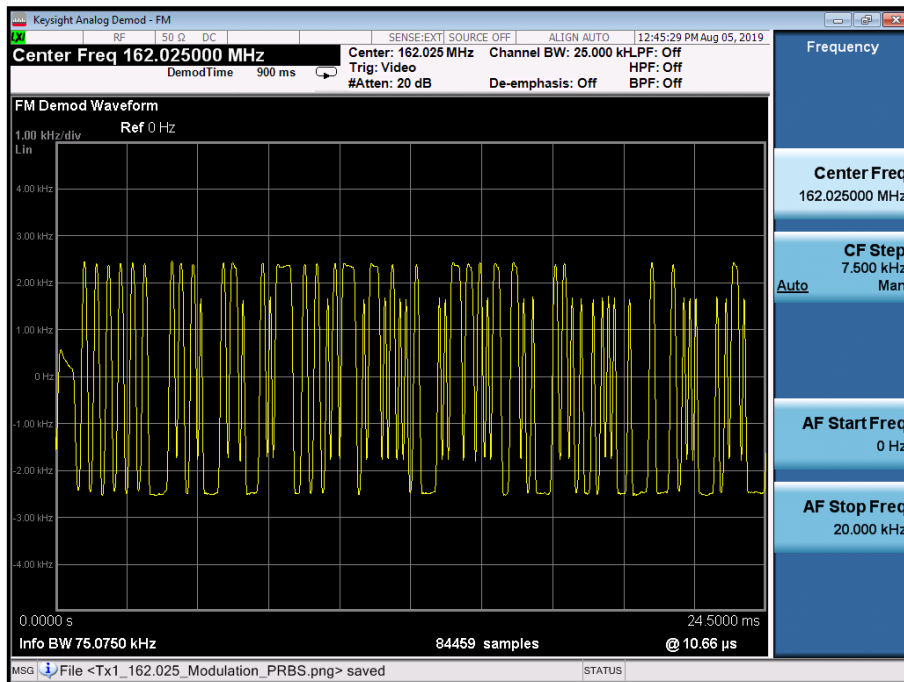 Keysight Analog Demod - FM
LXI RF 50 Ω DC SENSE:EXT SOURCE OFF ALIGN AUTO 12:45:29 PM Aug 05, 2019
Center Freq 162.025000 MHz
DemodTime 900 ms
Center: 162.025 MHz Channel BW: 25.000 kH LPF: Off
Trig: Video HPF: Off
#Atten: 20 dB De-emphasis: Off BPF: Off
FM Demod Waveform
1.00 kHz/div Ref 0 Hz
Lin
4.00 kHz
3.00 kHz
2.00 kHz
1.00 kHz
0 Hz
-1.00 kHz
-2.00 kHz
-3.00 kHz
-4.00 kHz
0.0000 s 24.5000 ms
Info BW 75.0750 kHz 84459 samples @ 10.66 µs
MSG File <Tx1_162.025_Modulation_PRBS.png> saved STATUS
Frequency
Center Freq
162.025000 MHz
CF Step
7.500 kHz
Auto Man
AF Start Freq
0 Hz
AF Stop Freq
20.000 kHz